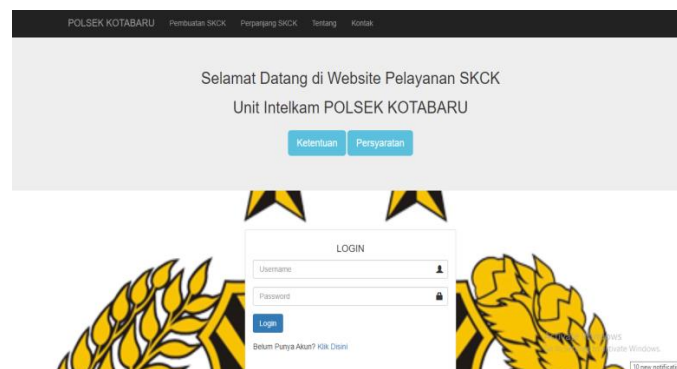 POLSEK KOTABARU Pembuatan SKCK Perpanjang SKCK Tentang Kontak
Selamat Datang di Website Pelayanan SKCK
Unit Intelkam POLSEK KOTABARU
Ketentuan Persyaratan
LOGIN
Username
Password
Login
Belum Punya Akun? Klik Disini
Windows.
10 new notificati